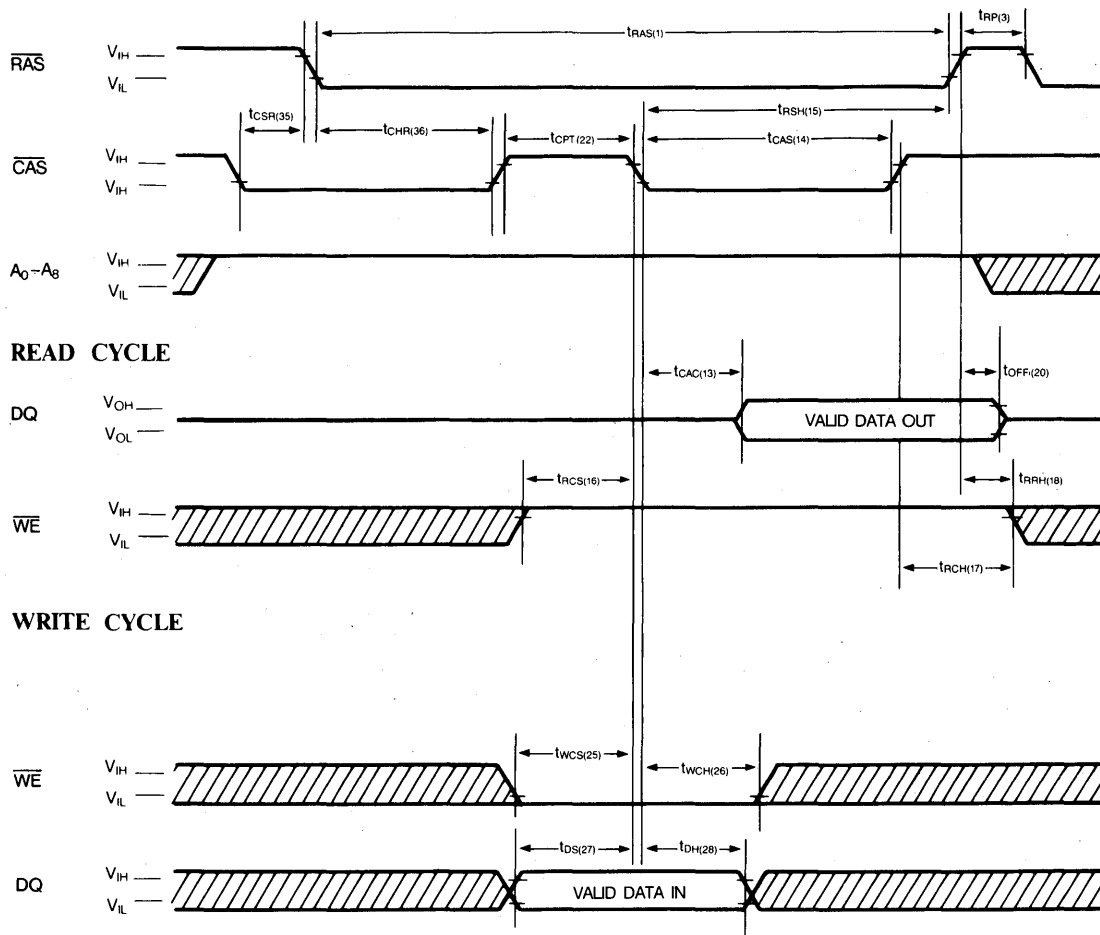 tRAS(1) tRP(3)
RAS VIH
VIL
tRSH(15)
tCSR(35) tCHR(36) tCPT(22) tCAS(14)
CAS VIH
VIH
A0-A8 VIH
VIL
READ CYCLE
tCAC(13) tOFF(20)
DQ VOH
VOL
VALID DATA OUT
tRCS(16) tRRH(18)
WE VIH
VIL
tRCH(17)
WRITE CYCLE
tWCS(25) tWCH(26)
WE VIH
VIL
tDS(27) tDH(28)
DQ VIH
VIL
VALID DATA IN